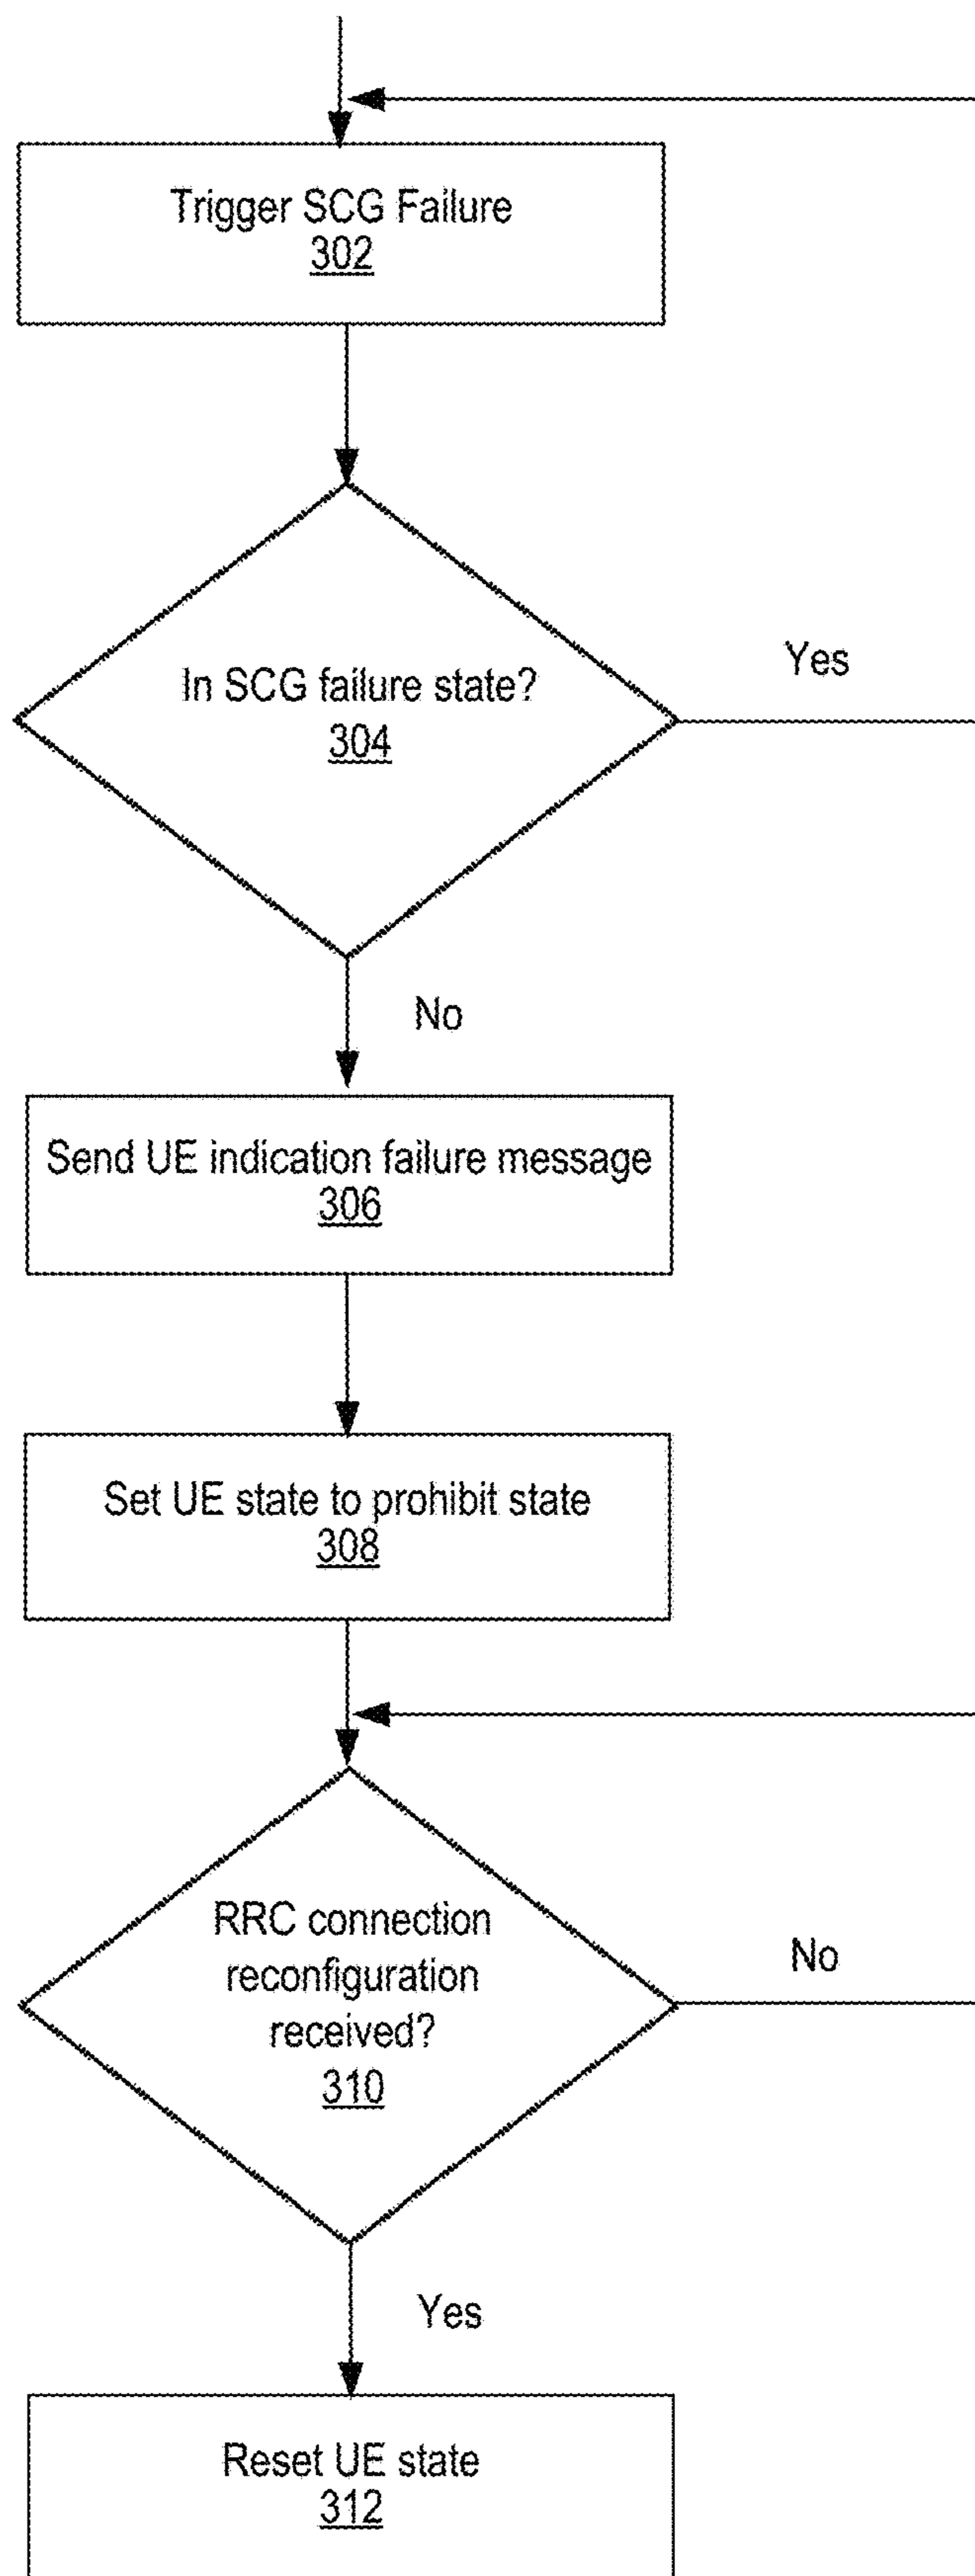 Trigger SCG Failure
302
In SCG failure state?
304
Yes
No
Send UE indication failure message
306
Set UE state to prohibit state
308
RRC connection
reconfiguration
received?
310
No
Yes
Reset UE state
312